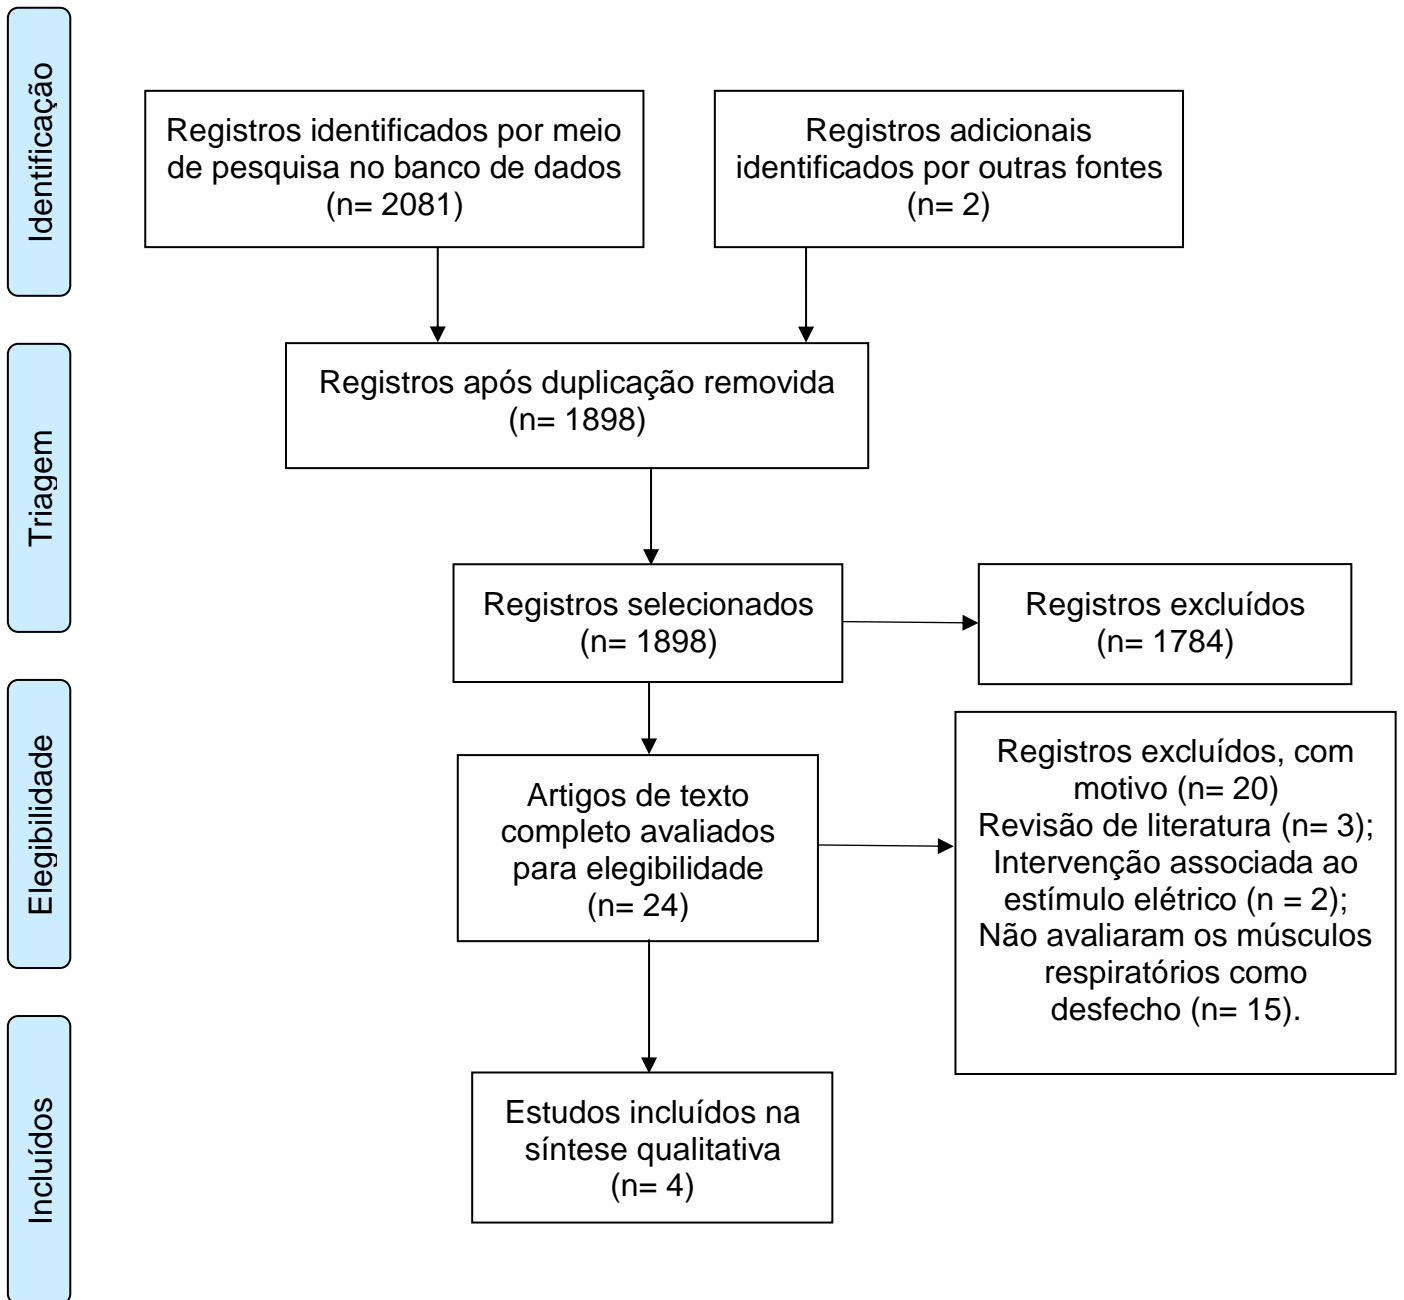 Identificação
Registros identificados por meio
de pesquisa no banco de dados
(n= 2081)
Registros adicionais
identificados por outras fontes
(n= 2)
Triagem
Registros após duplicação removida
(n= 1898)
Registros selecionados
(n= 1898)
Registros excluídos
(n= 1784)
Elegibilidade
Artigos de texto
completo avaliados
para elegibilidade
(n= 24)
Registros excluídos, com
motivo (n= 20)
Revisão de literatura (n= 3);
Intervenção associada ao
estímulo elétrico (n = 2);
Não avaliaram os músculos
respiratórios como
desfecho (n= 15).
Incluídos
Estudos incluídos na
síntese qualitativa
(n= 4)